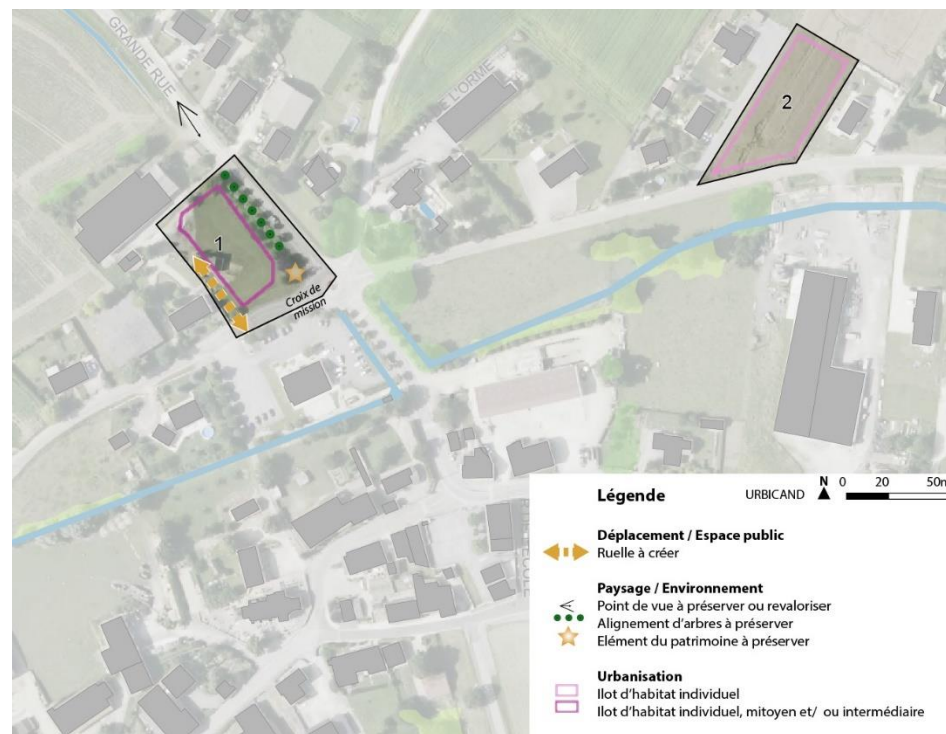 GRANDE RUE
L'ORME
2
1
Croix de
mission
Légende
URBICAND
N
0 20 50m
Déplacement / Espace public
Ruelle à créer
Paysage / Environnement
Point de vue à préserver ou revaloriser
Alignement d'arbres à préserver
Elément du patrimoine à préserver
Urbanisation
Ilot d'habitat individuel
Ilot d'habitat individuel, mitoyen et/ ou intermédiaire